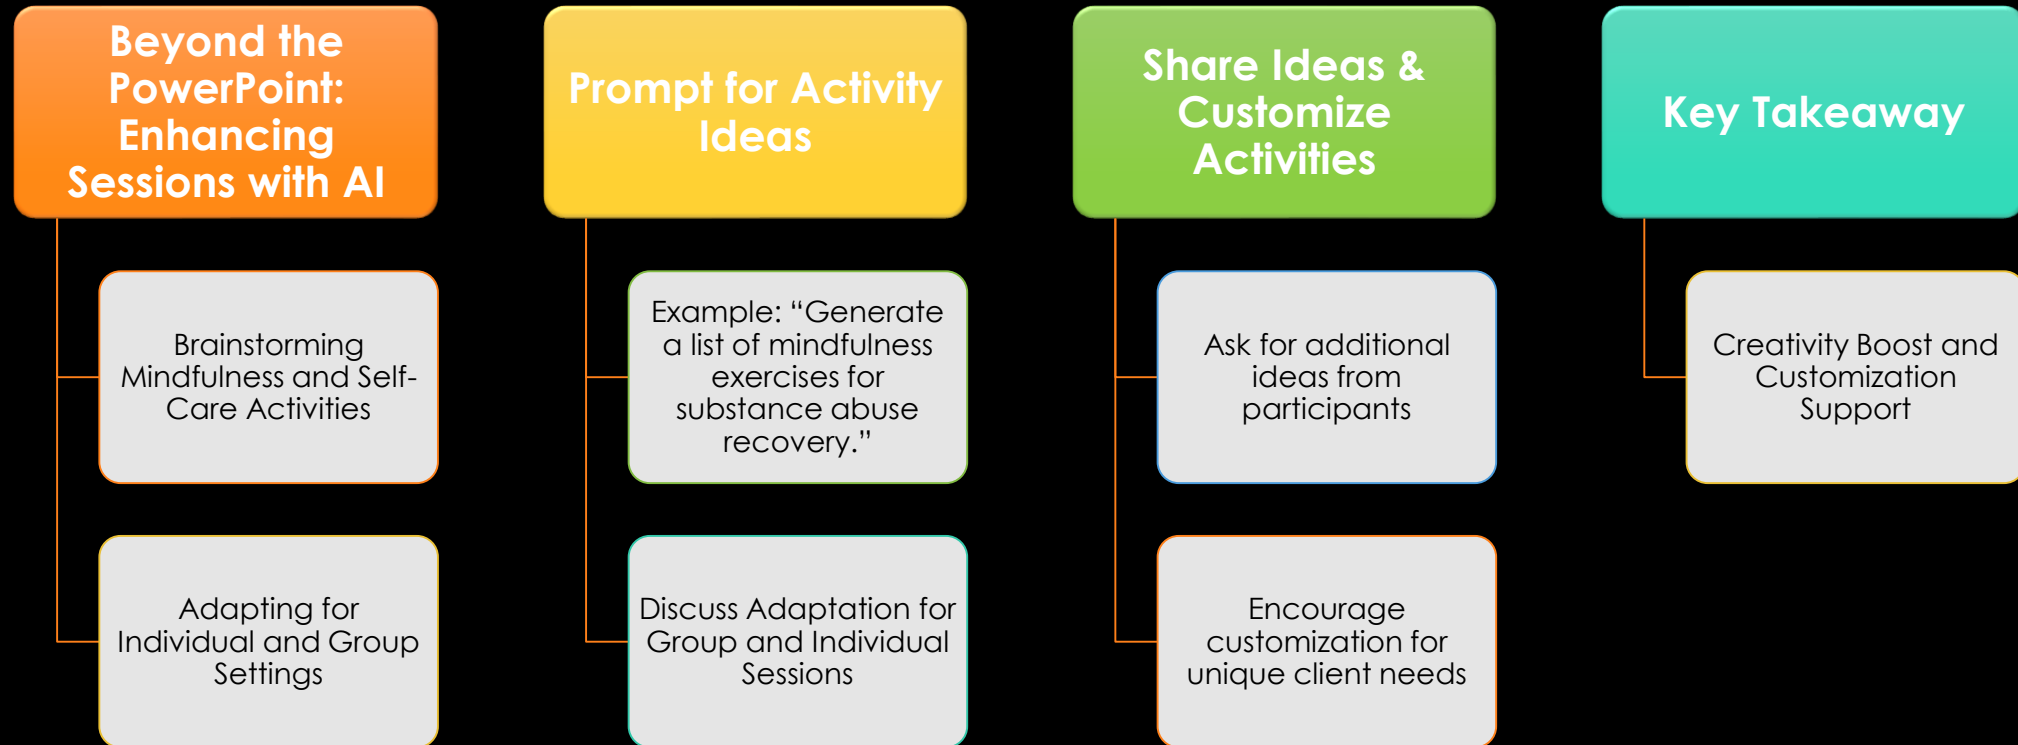 Beyond the
PowerPoint:
Enhancing
Sessions with AI
Brainstorming
Mindfulness and Self-
Care Activities
Adapting for
Individual and Group
Settings
Prompt for Activity
Ideas
Example: “Generate
a list of mindfulness
exercises for
substance abuse
recovery.”
Discuss Adaptation for
Group and Individual
Sessions
Share Ideas &
Customize
Activities
Ask for additional
ideas from
participants
Encourage
customization for
unique client needs
Key Takeaway
Creativity Boost and
Customization
Support